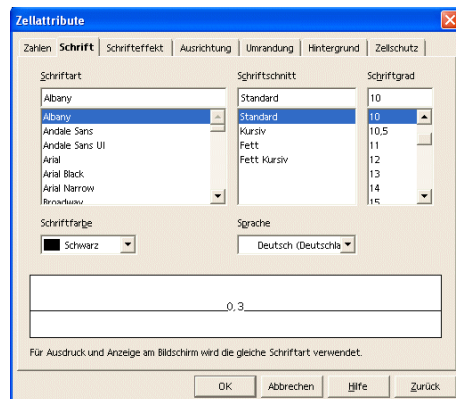 Zellattribute
Zahlen Schrift Schrifteffekt Ausrichtung Umrandung Hintergrund Zellschutz
Schriftart Schriftschnitt Schriftgrad
Albany Standard 10
Albany Standard 10
Andale Sans Kursiv 10,5
Andale Sans UI Fett 11
Arial Fett Kursiv 12
Arial Black 13
Arial Narrow 14
Broadway 15
Schriftfarbe Sprache
Schwarz Deutsch (Deutschla
0,3
Für Ausdruck und Anzeige am Bildschirm wird die gleiche Schriftart verwendet.
OK Abbrechen Hilfe Zurück